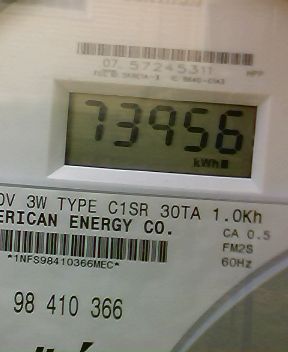 07 57245311
73956
kWh
0V 3W TYPE C1SR 30TA 1.0Kh
ERICAN ENERGY CO. CA 0.5
FM2S
*1NFS98410366MEC* 60Hz
98 410 366